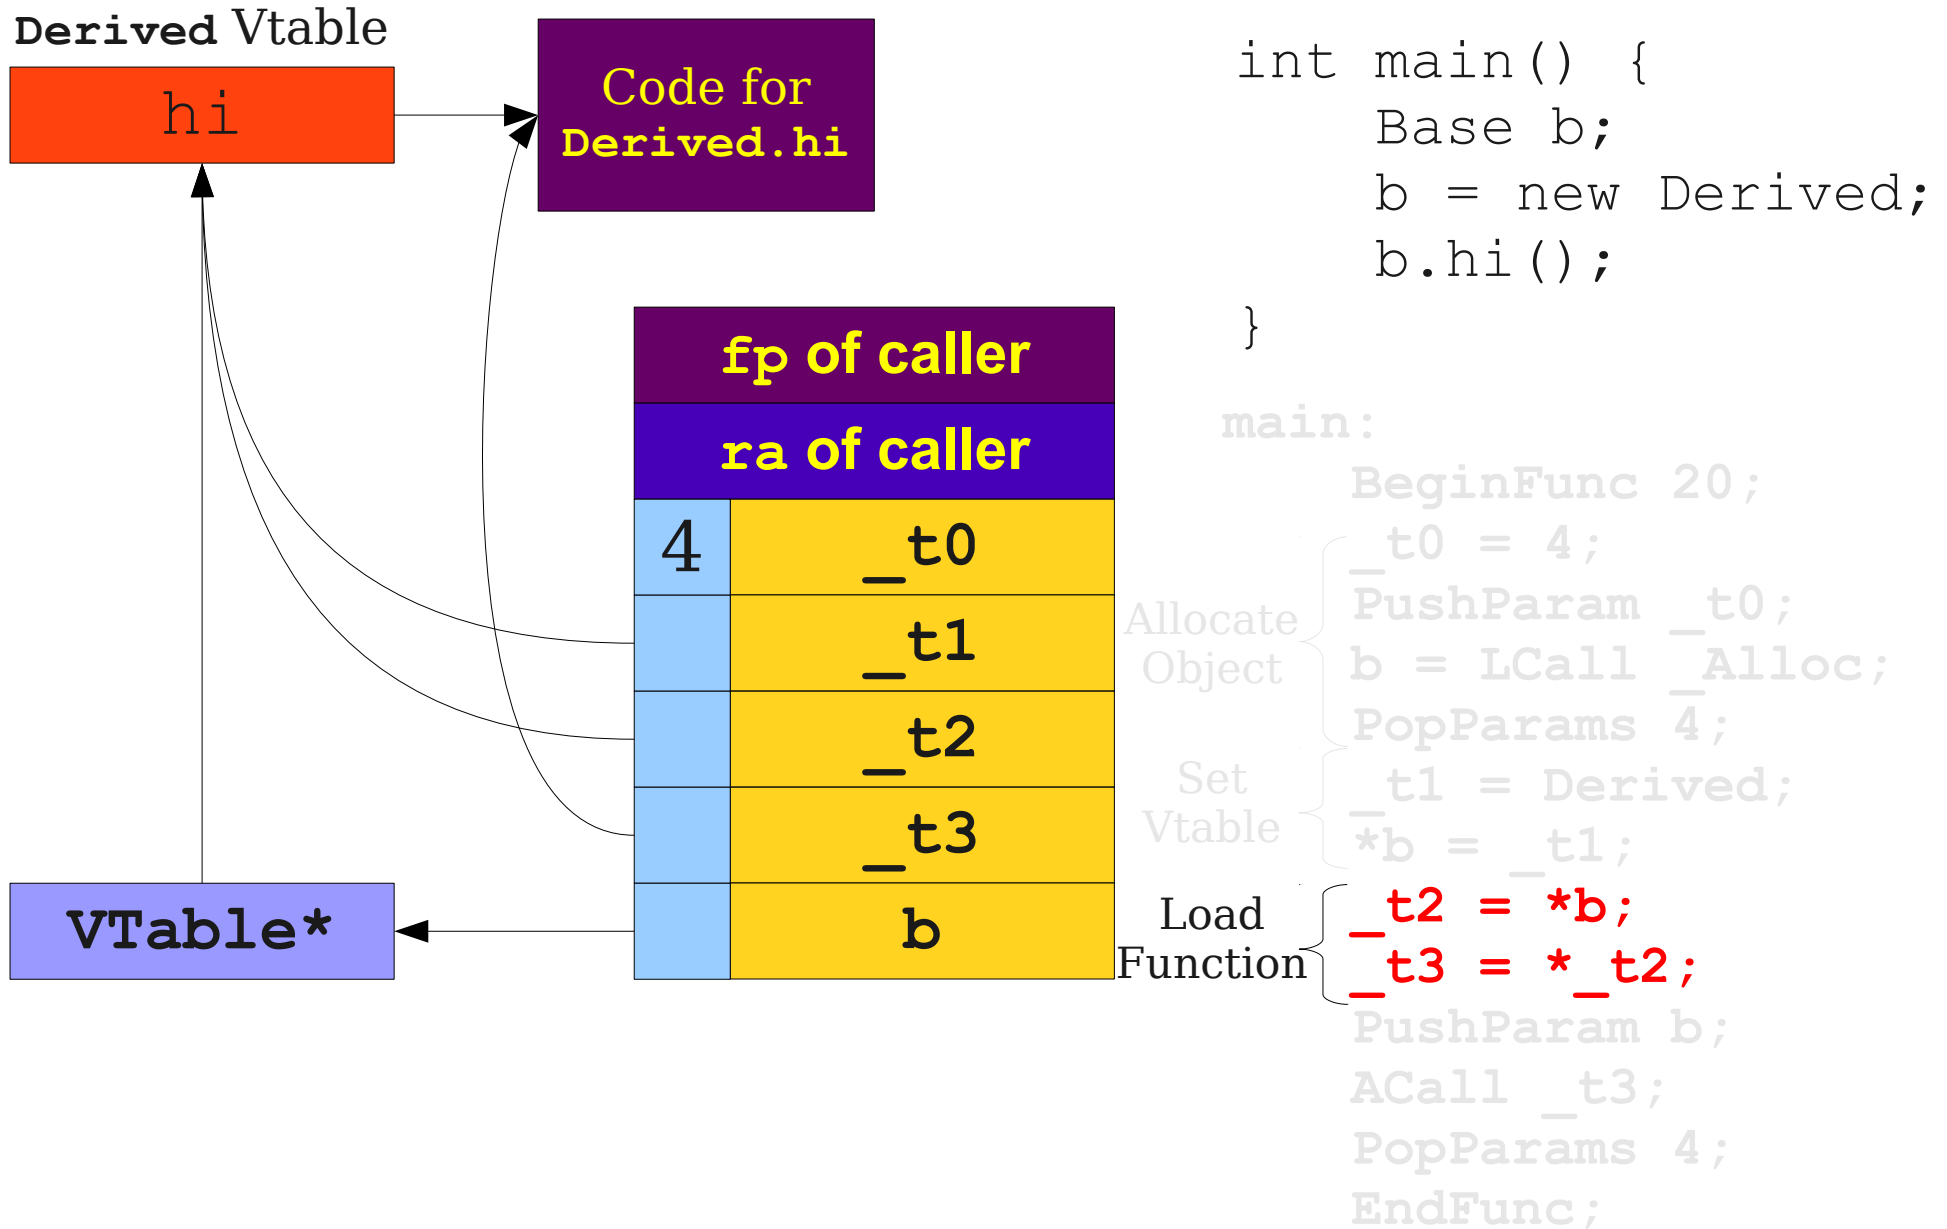 Derived Vtable
hi
Code for
Derived.hi
int main() {
Base b;
b = new Derived;
b.hi();
}
fp of caller
ra of caller
4 _t0
_t1
_t2
_t3
VTable*
b
Allocate
Object
Set
Vtable
Load
Function
main:
BeginFunc 20;
_t0 = 4;
PushParam _t0;
b = LCall _Alloc;
PopParams 4;
_t1 = Derived;
*b = _t1;
_t2 = *b;
_t3 = *_t2;
PushParam b;
ACall _t3;
PopParams 4;
EndFunc;